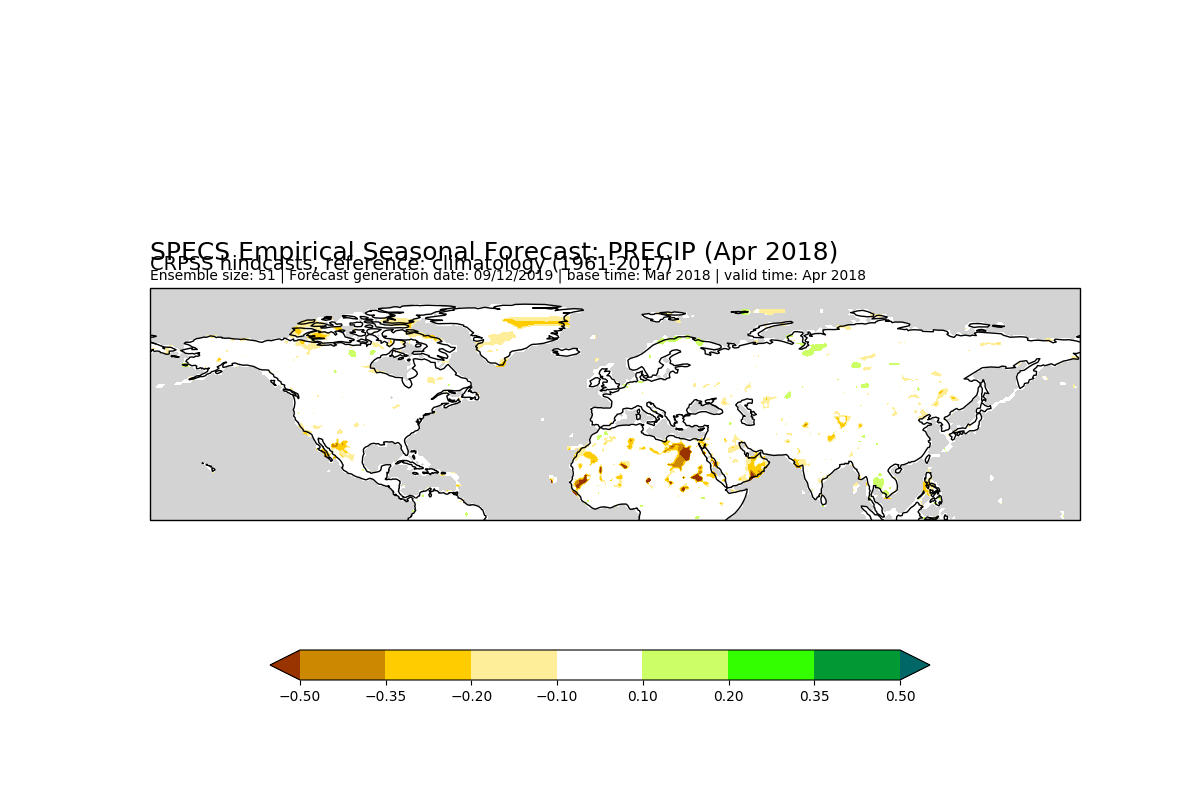 SPECS Empirical Seasonal Forecast: PRECIP (Apr 2018)
CRPSS hindcasts, reference: climatology (1961-2017)
Ensemble size: 51 | Forecast generation date: 09/12/2019 | base time: Mar 2018 | valid time: Apr 2018
−0.50 −0.35 −0.20 −0.10 0.10 0.20 0.35 0.50